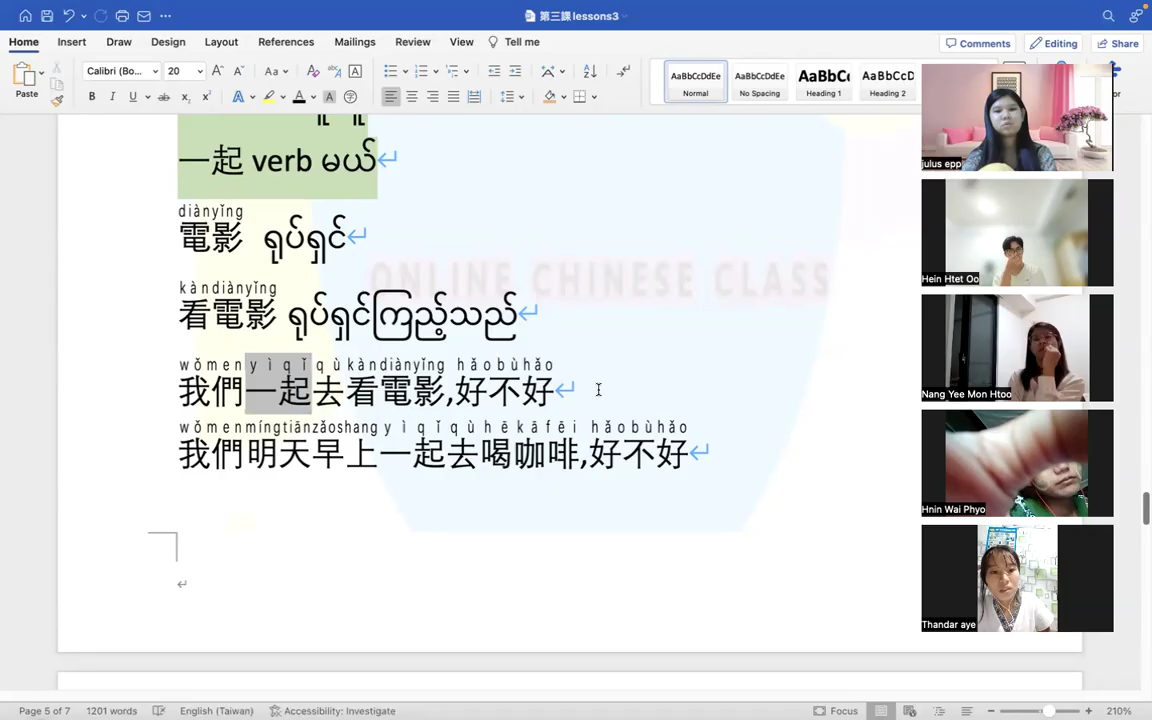 第三課lessons3
Home Insert Draw Design Layout References Mailings Review View Tell me
Comments Editing Share
Paste
Calibri (Bo... 20
AaBbCcDdEe AaBbCcDdEe AaBbC AaBbCcD
Normal No Spacing Heading 1 Heading 2
一起 verb မယ်
diànyǐng
電影 ရုပ်ရှင်
kàndiànyǐng
看電影 ရုပ်ရှင်ကြည့်သည်
ONLINE CHINESE CLASS
wǒmenyìqǐqùkàndiànyǐng hǎobùhǎo
我們一起去看電影,好不好
wǒmenmíngtiānzǎoshangyìqǐqùhēkāfēi hǎobùhǎo
我們明天早上一起去喝咖啡,好不好
julus epp
Hein Htet Oo
Nang Yee Mon Htoo
Hnin Wai Phyo
Thandar aye
Page 5 of 7 1201 words English (Taiwan) Accessibility: Investigate Focus 210%